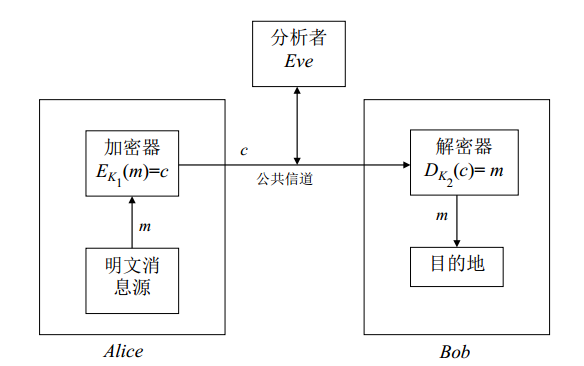 分析者
Eve
加密器
E_{K_1}(m)=c
c
公共信道
解密器
D_{K_2}(c)= m
m
m
明文消
息源
目的地
Alice
Bob